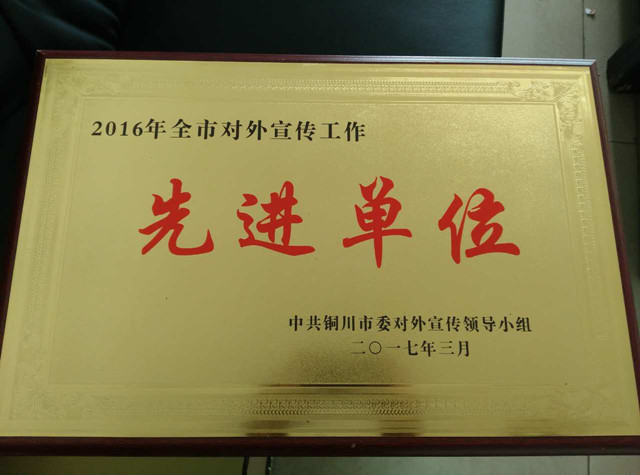 2016年全市对外宣传工作
先进单位
中共铜川市委对外宣传领导小组
二〇一七年三月